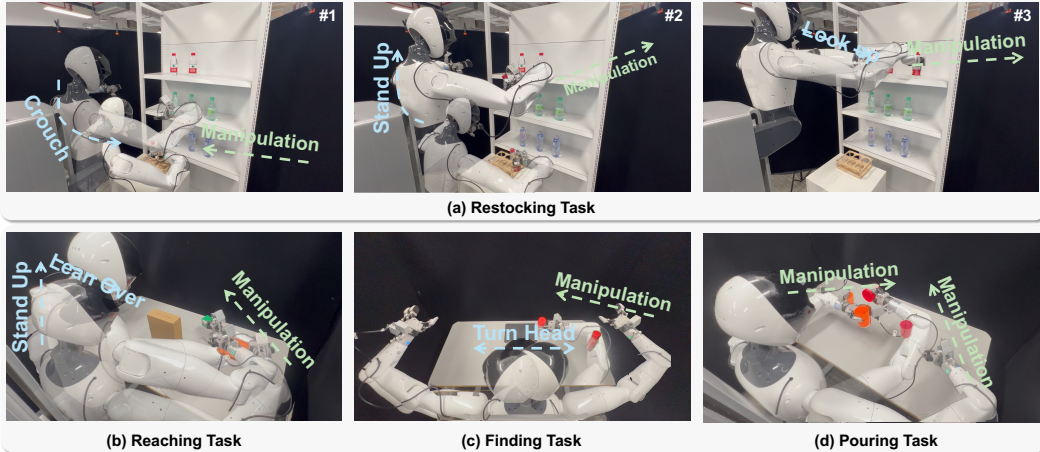 #1
Crouch
Manipulation
#2
Stand Up
Manipulation
#3
Look up
Manipulation
(a) Restocking Task
Stand Up
Lean Over
Manipulation
Turn Head
Manipulation
Manipulation
Manipulation
(b) Reaching Task
(c) Finding Task
(d) Pouring Task